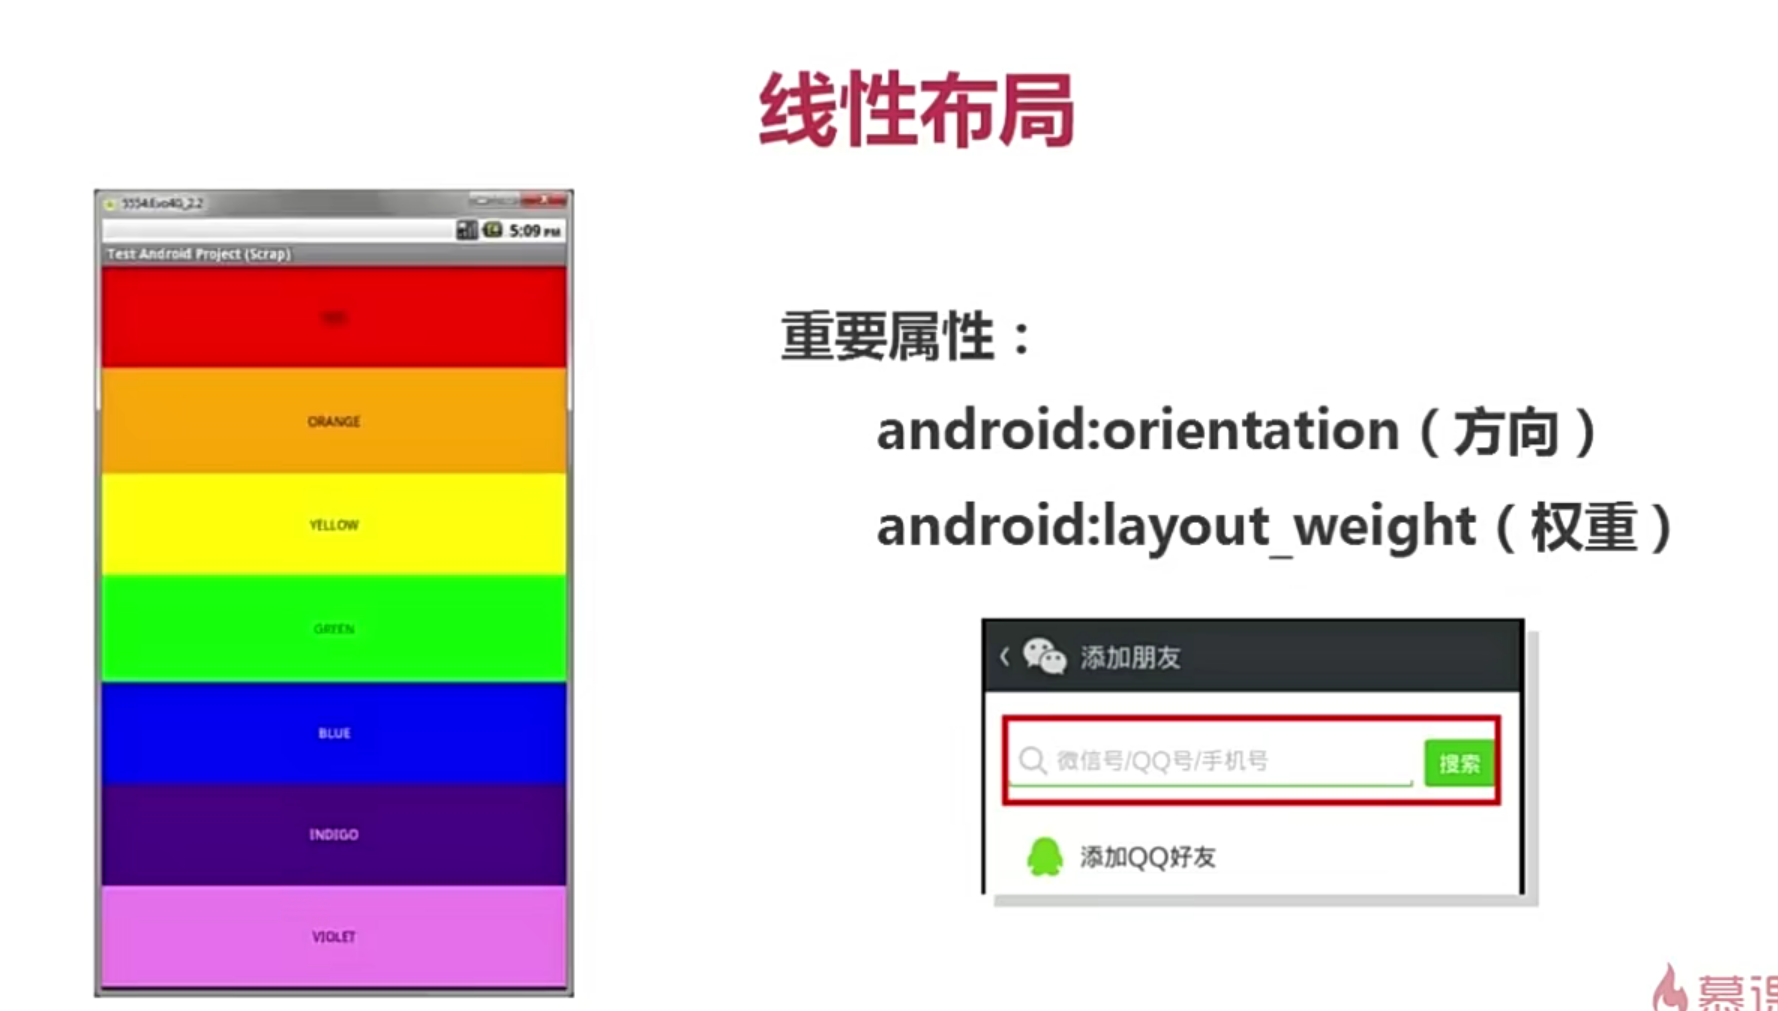 线性布局
5554:Evo4G_2.2
5:09 PM
Test Android Project (Scrap)
ORANGE
YELLOW
GREEN
BLUE
INDIGO
VIOLET
重要属性：
android:orientation（方向）
android:layout_weight（权重）
添加朋友
微信号/QQ号/手机号
搜索
添加QQ好友
慕课